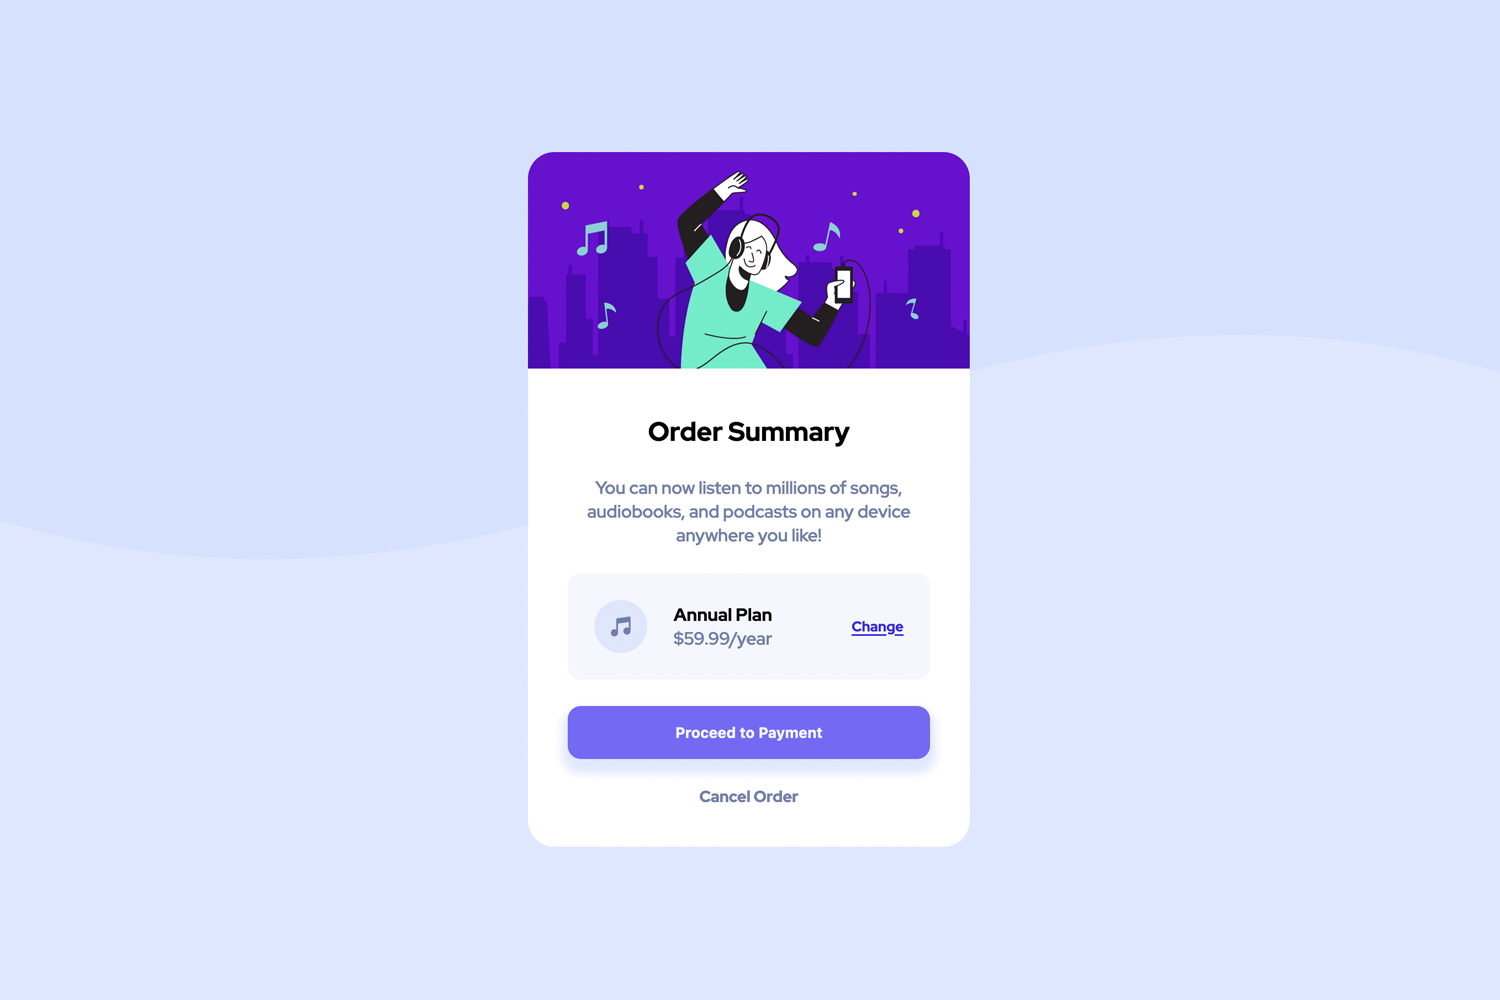 Order Summary
You can now listen to millions of songs,
audiobooks, and podcasts on any device
anywhere you like!
Annual Plan
$59.99/year
Change
Proceed to Payment
Cancel Order